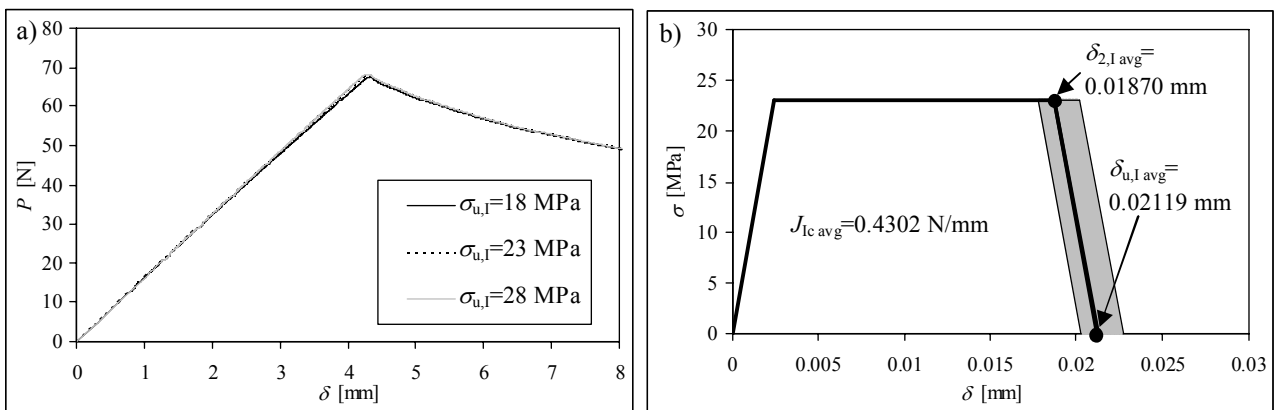 a)
80
70
60
50
40
30
20
10
0
P [N]
σu,I=18 MPa
σu,I=23 MPa
σu,I=28 MPa
0 1 2 3 4 5 6 7 8
δ [mm]
b)
30
25
20
15
10
5
0
σ [MPa]
δ2,I avg=
0.01870 mm
δu,I avg=
0.02119 mm
JIc avg=0.4302 N/mm
0 0.005 0.01 0.015 0.02 0.025 0.03
δ [mm]